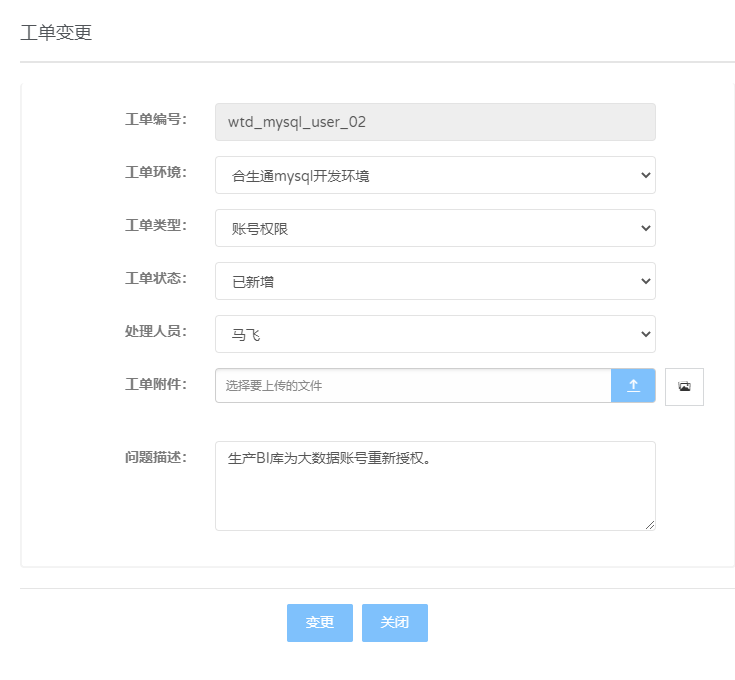 工单变更
工单编号： wtd_mysql_user_02
工单环境： 合生通mysql开发环境
工单类型： 账号权限
工单状态： 已新增
处理人员： 马飞
工单附件： 选择要上传的文件
问题描述： 生产BI库为大数据账号重新授权。
变更 关闭